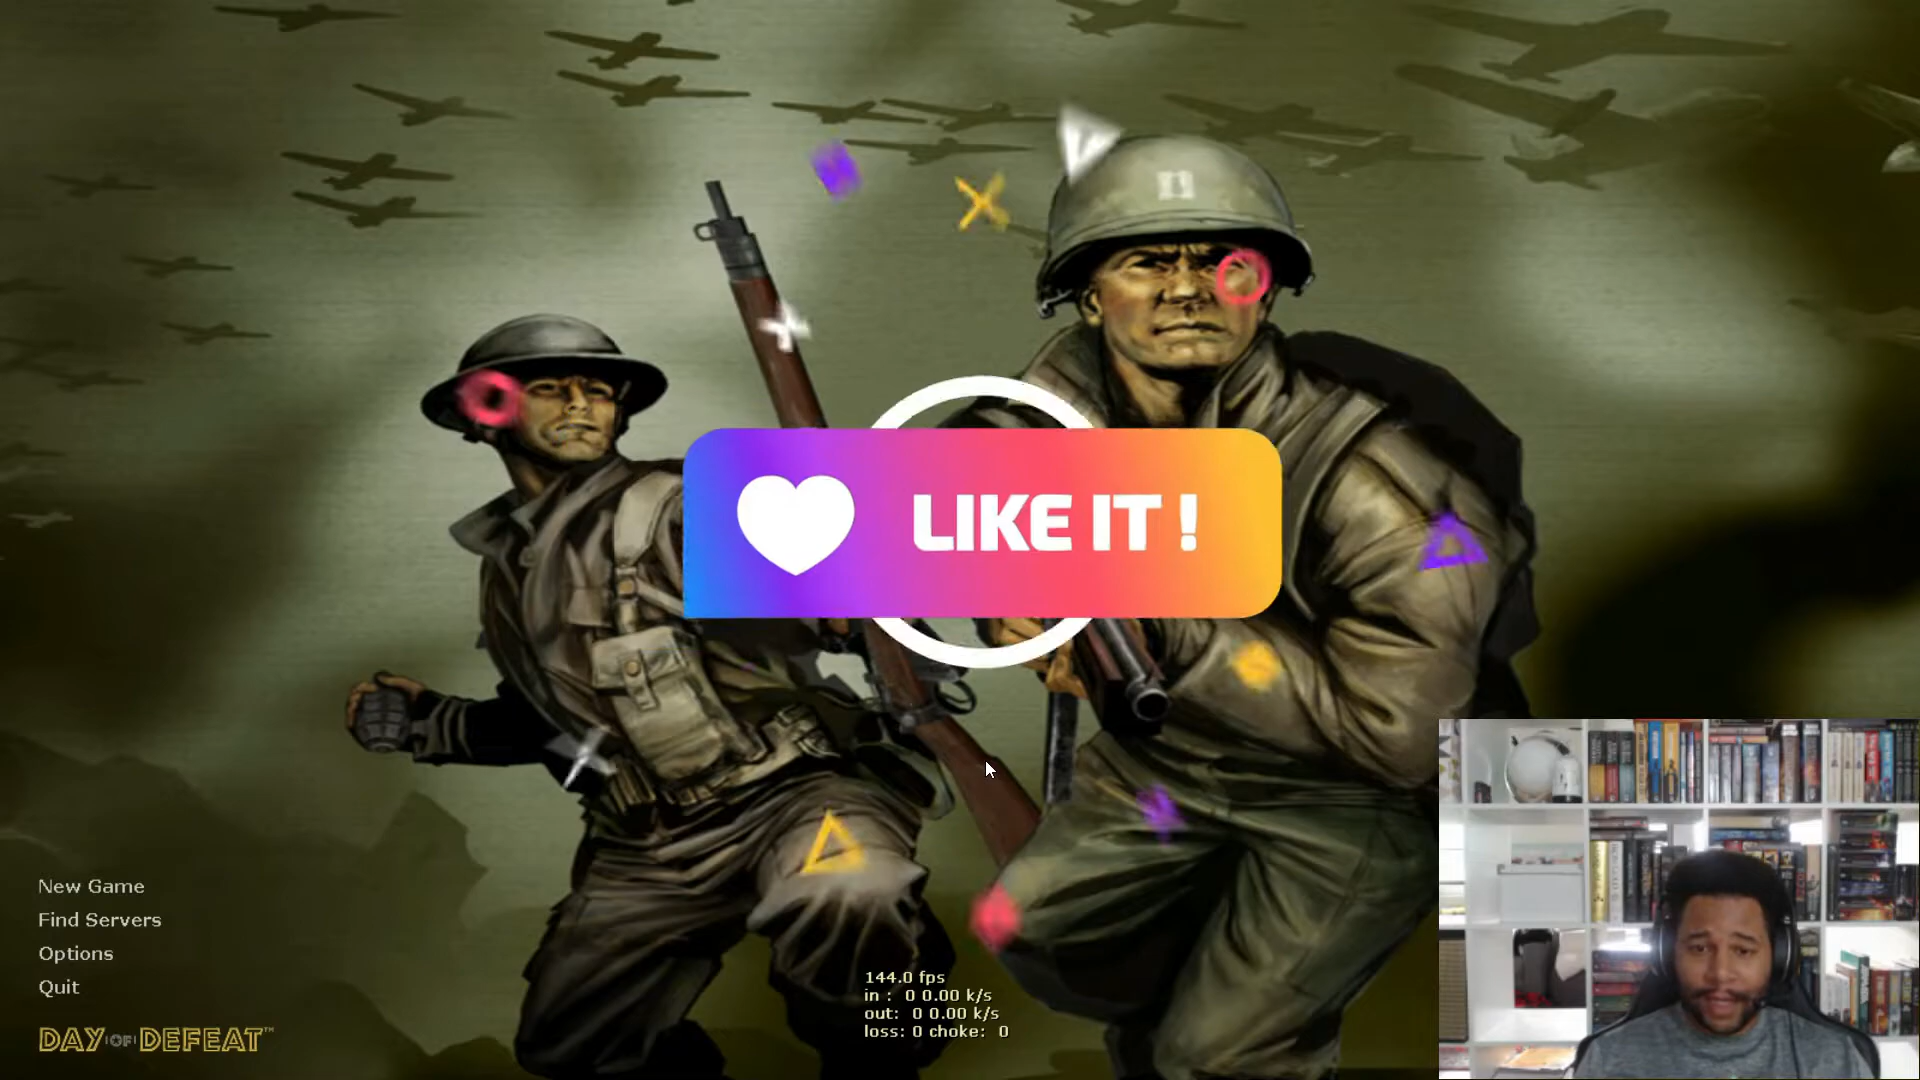 LIKE IT !
New Game
Find Servers
Options
Quit
DAY OF DEFEAT™
144.0 fps
in : 0 0.00 k/s
out: 0 0.00 k/s
loss: 0 choke: 0